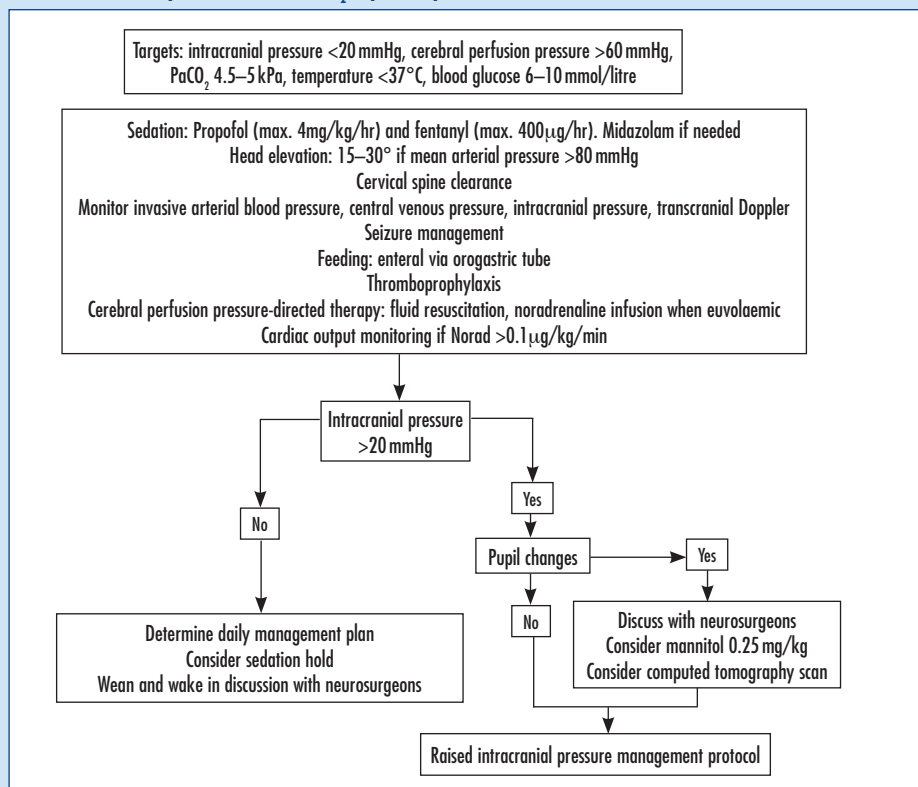 Targets: intracranial pressure <20 mmHg, cerebral perfusion pressure >60 mmHg,
PaCO2 4.5–5 kPa, temperature <37°C, blood glucose 6–10 mmol/litre
Sedation: Propofol (max. 4mg/kg/hr) and fentanyl (max. 400μg/hr). Midazolam if needed
Head elevation: 15–30° if mean arterial pressure >80 mmHg
Cervical spine clearance
Monitor invasive arterial blood pressure, central venous pressure, intracranial pressure, transcranial Doppler
Seizure management
Feeding: enteral via orogastric tube
Thromboprophylaxis
Cerebral perfusion pressure-directed therapy: fluid resuscitation, noradrenaline infusion when euvolaemic
Cardiac output monitoring if Norad >0.1μg/kg/min
Intracranial pressure
>20 mmHg
No
Yes
Pupil changes
Yes
No
Determine daily management plan
Consider sedation hold
Wean and wake in discussion with neurosurgeons
Discuss with neurosurgeons
Consider mannitol 0.25 mg/kg
Consider computed tomography scan
Raised intracranial pressure management protocol